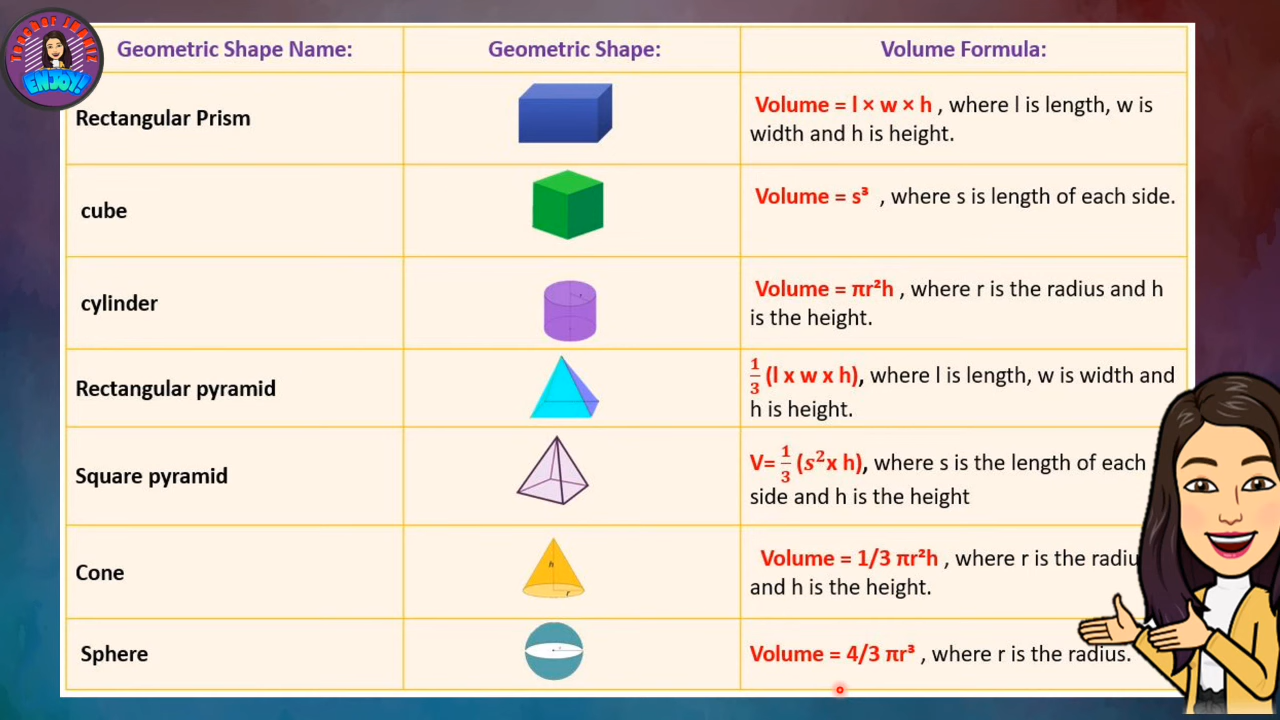 Teacher
ENJOY!
Geometric Shape Name: Geometric Shape: Volume Formula:
Rectangular Prism
Volume = l × w × h , where l is length, w is
width and h is height.
cube
Volume = s³ , where s is length of each side.
cylinder
r
Volume = πr²h , where r is the radius and h
is the height.
Rectangular pyramid
1/3 (l x w x h), where l is length, w is width and
h is height.
Square pyramid
V= 1/3 (s²x h), where s is the length of each
side and h is the height
Cone
h
r
Volume = 1/3 πr²h , where r is the radiu
and h is the height.
Sphere
r
Volume = 4/3 πr³ , where r is the radius.